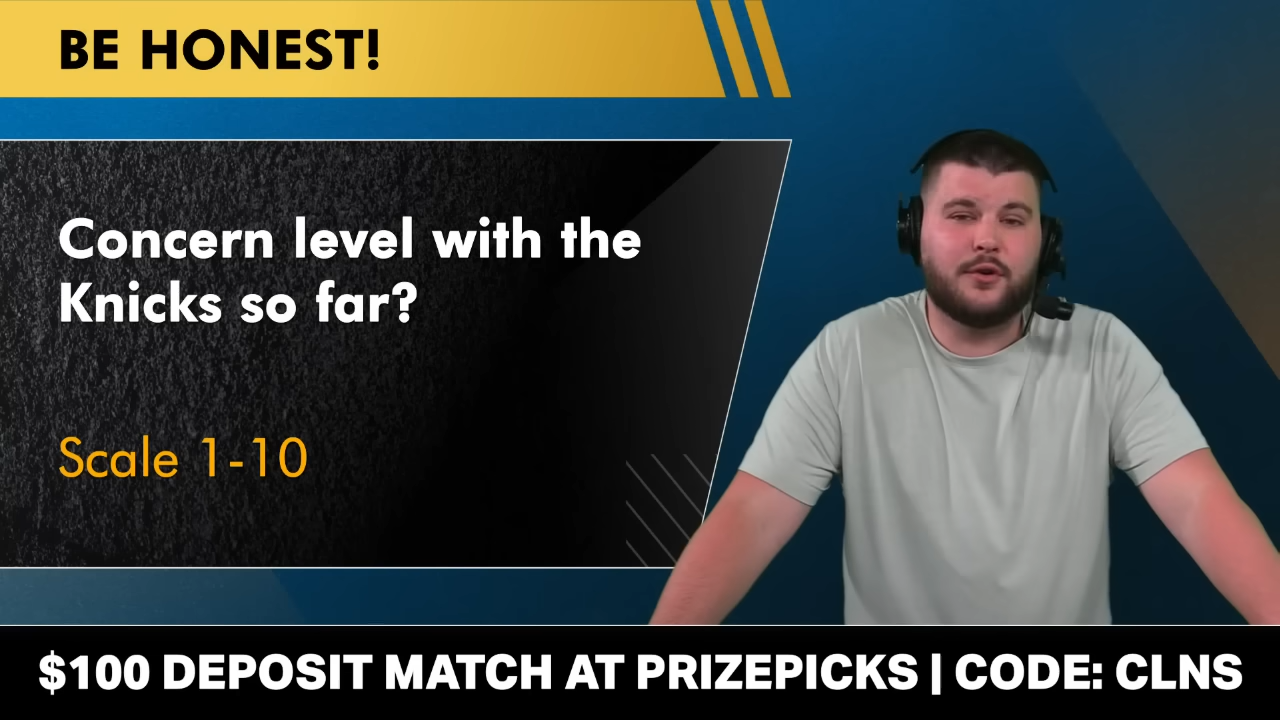 BE HONEST!
Concern level with the
Knicks so far?
Scale 1-10
$100 DEPOSIT MATCH AT PRIZEPICKS | CODE: CLNS